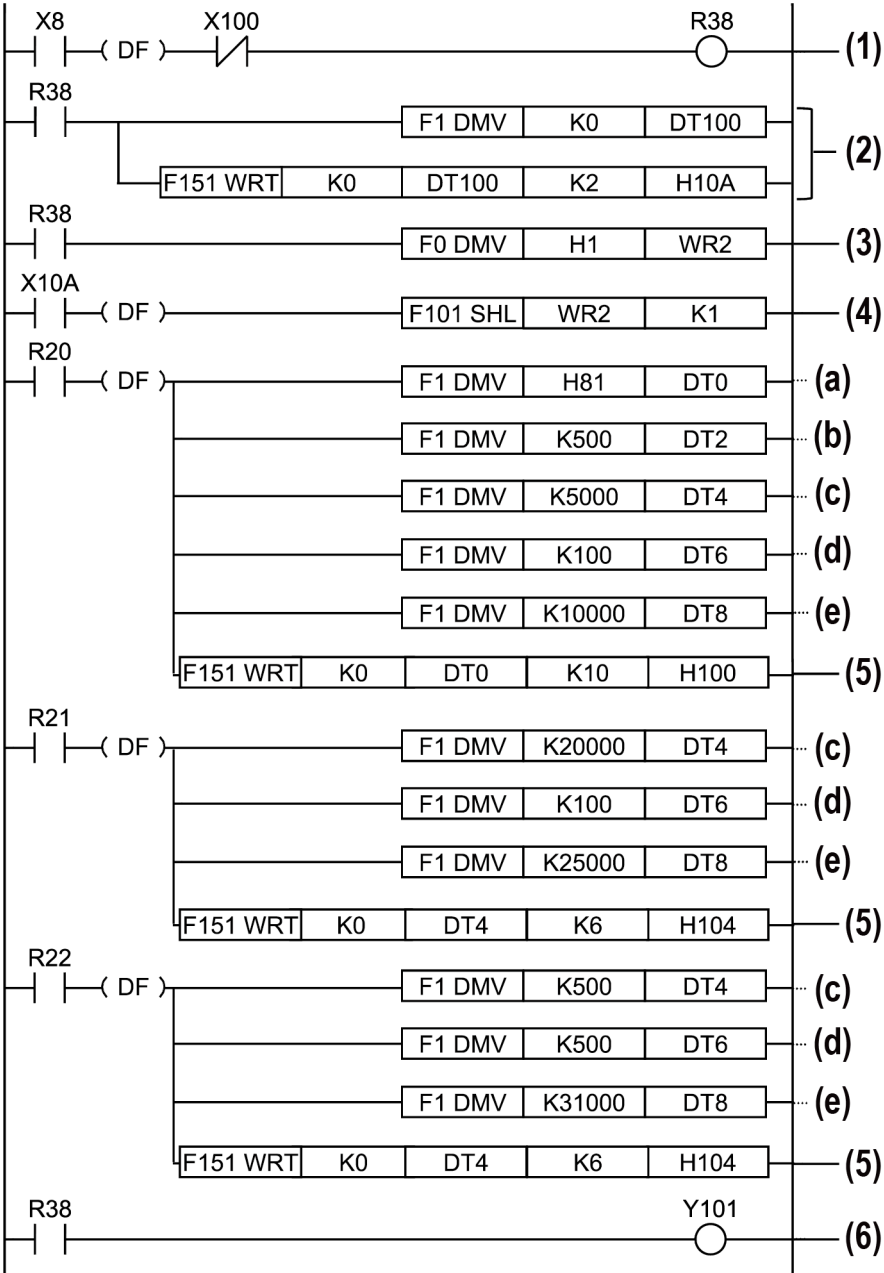 X8 X100 R38
( DF ) (1)
R38
F1 DMV K0 DT100
(2)
F151 WRT K0 DT100 K2 H10A
R38
F0 DMV H1 WR2 (3)
X10A
( DF ) F101 SHL WR2 K1 (4)
R20
( DF ) F1 DMV H81 DT0 (a)
F1 DMV K500 DT2 (b)
F1 DMV K5000 DT4 (c)
F1 DMV K100 DT6 (d)
F1 DMV K10000 DT8 (e)
F151 WRT K0 DT0 K10 H100 (5)
R21
( DF ) F1 DMV K20000 DT4 (c)
F1 DMV K100 DT6 (d)
F1 DMV K25000 DT8 (e)
F151 WRT K0 DT4 K6 H104 (5)
R22
( DF ) F1 DMV K500 DT4 (c)
F1 DMV K500 DT6 (d)
F1 DMV K31000 DT8 (e)
F151 WRT K0 DT4 K6 H104 (5)
R38 Y101
(6)